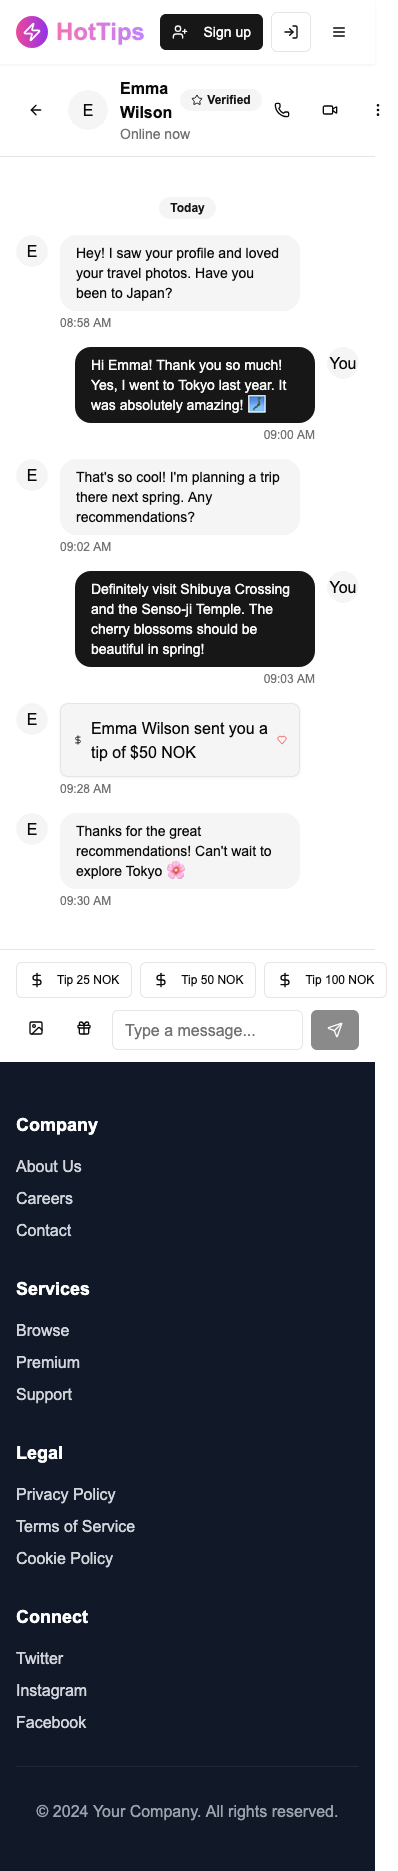 HotTips
Sign up
E
Emma
Wilson
Verified
Online now
Today
E
Hey! I saw your profile and loved
your travel photos. Have you
been to Japan?
08:58 AM
Hi Emma! Thank you so much!
Yes, I went to Tokyo last year. It
was absolutely amazing! 🗾
You
09:00 AM
E
That's so cool! I'm planning a trip
there next spring. Any
recommendations?
09:02 AM
Definitely visit Shibuya Crossing
and the Senso-ji Temple. The
cherry blossoms should be
beautiful in spring!
You
09:03 AM
E
$ Emma Wilson sent you a
tip of $50 NOK
09:28 AM
E
Thanks for the great
recommendations! Can't wait to
explore Tokyo 🌸
09:30 AM
$ Tip 25 NOK
$ Tip 50 NOK
$ Tip 100 NOK
Type a message...
Company
About Us
Careers
Contact
Services
Browse
Premium
Support
Legal
Privacy Policy
Terms of Service
Cookie Policy
Connect
Twitter
Instagram
Facebook
© 2024 Your Company. All rights reserved.